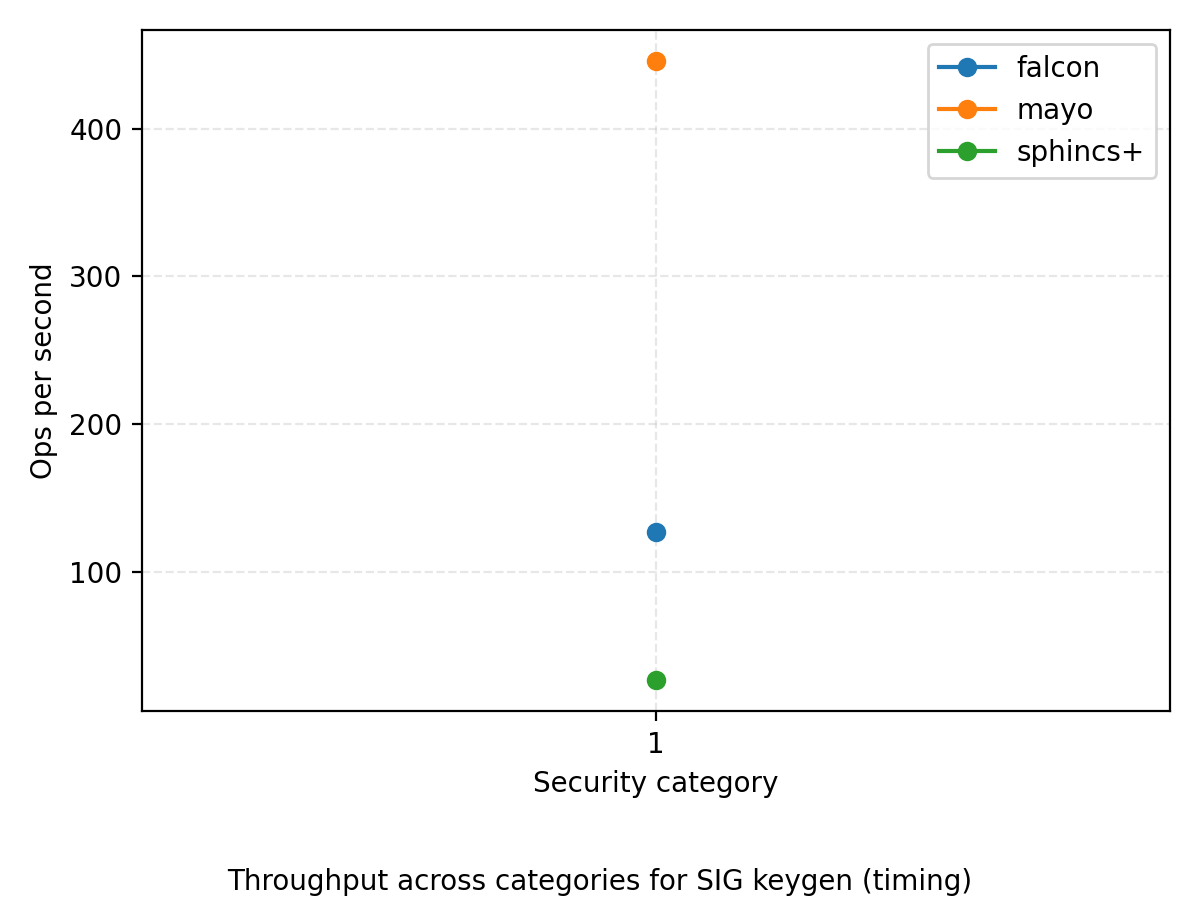 falcon
mayo
sphincs+
400
300
200
100
Ops per second
1
Security category
Throughput across categories for SIG keygen (timing)